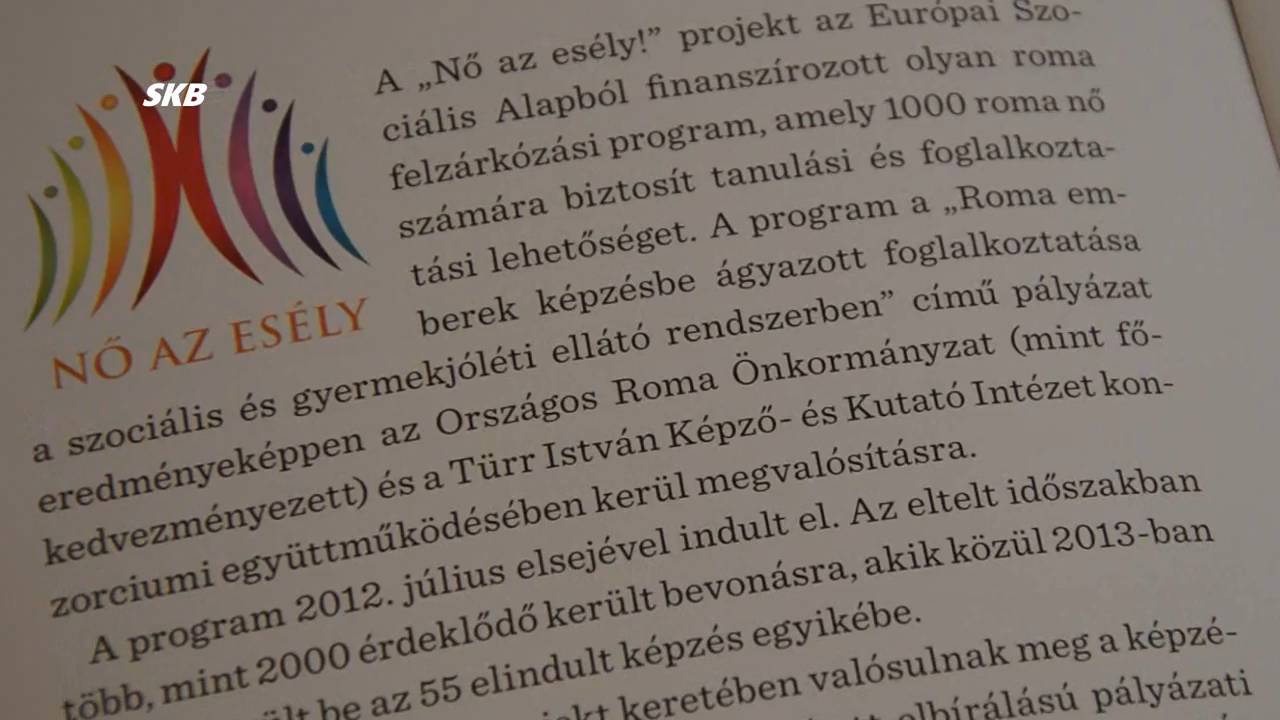 SKB
NŐ AZ ESÉLY
A „Nő az esély!” projekt az Európai Szo-
ciális Alapból finanszírozott olyan roma
felzárkózási program, amely 1000 roma nő
számára biztosít tanulási és foglalkozta-
tási lehetőséget. A program a „Roma em-
berek képzésbe ágyazott foglalkoztatása
a szociális és gyermekjóléti ellátó rendszerben” című pályázat
eredményeképpen az Országos Roma Önkormányzat (mint fő-
kedvezményezett) és a Türr István Képző- és Kutató Intézet kon-
zorciumi együttműködésében kerül megvalósításra.
A program 2012. július elsejével indult el. Az eltelt időszakban
több, mint 2000 érdeklődő került bevonásra, akik közül 2013-ban
be az 55 elindult képzés egyikébe.
keretében valósulnak meg a képzé-
elbírálású pályázati